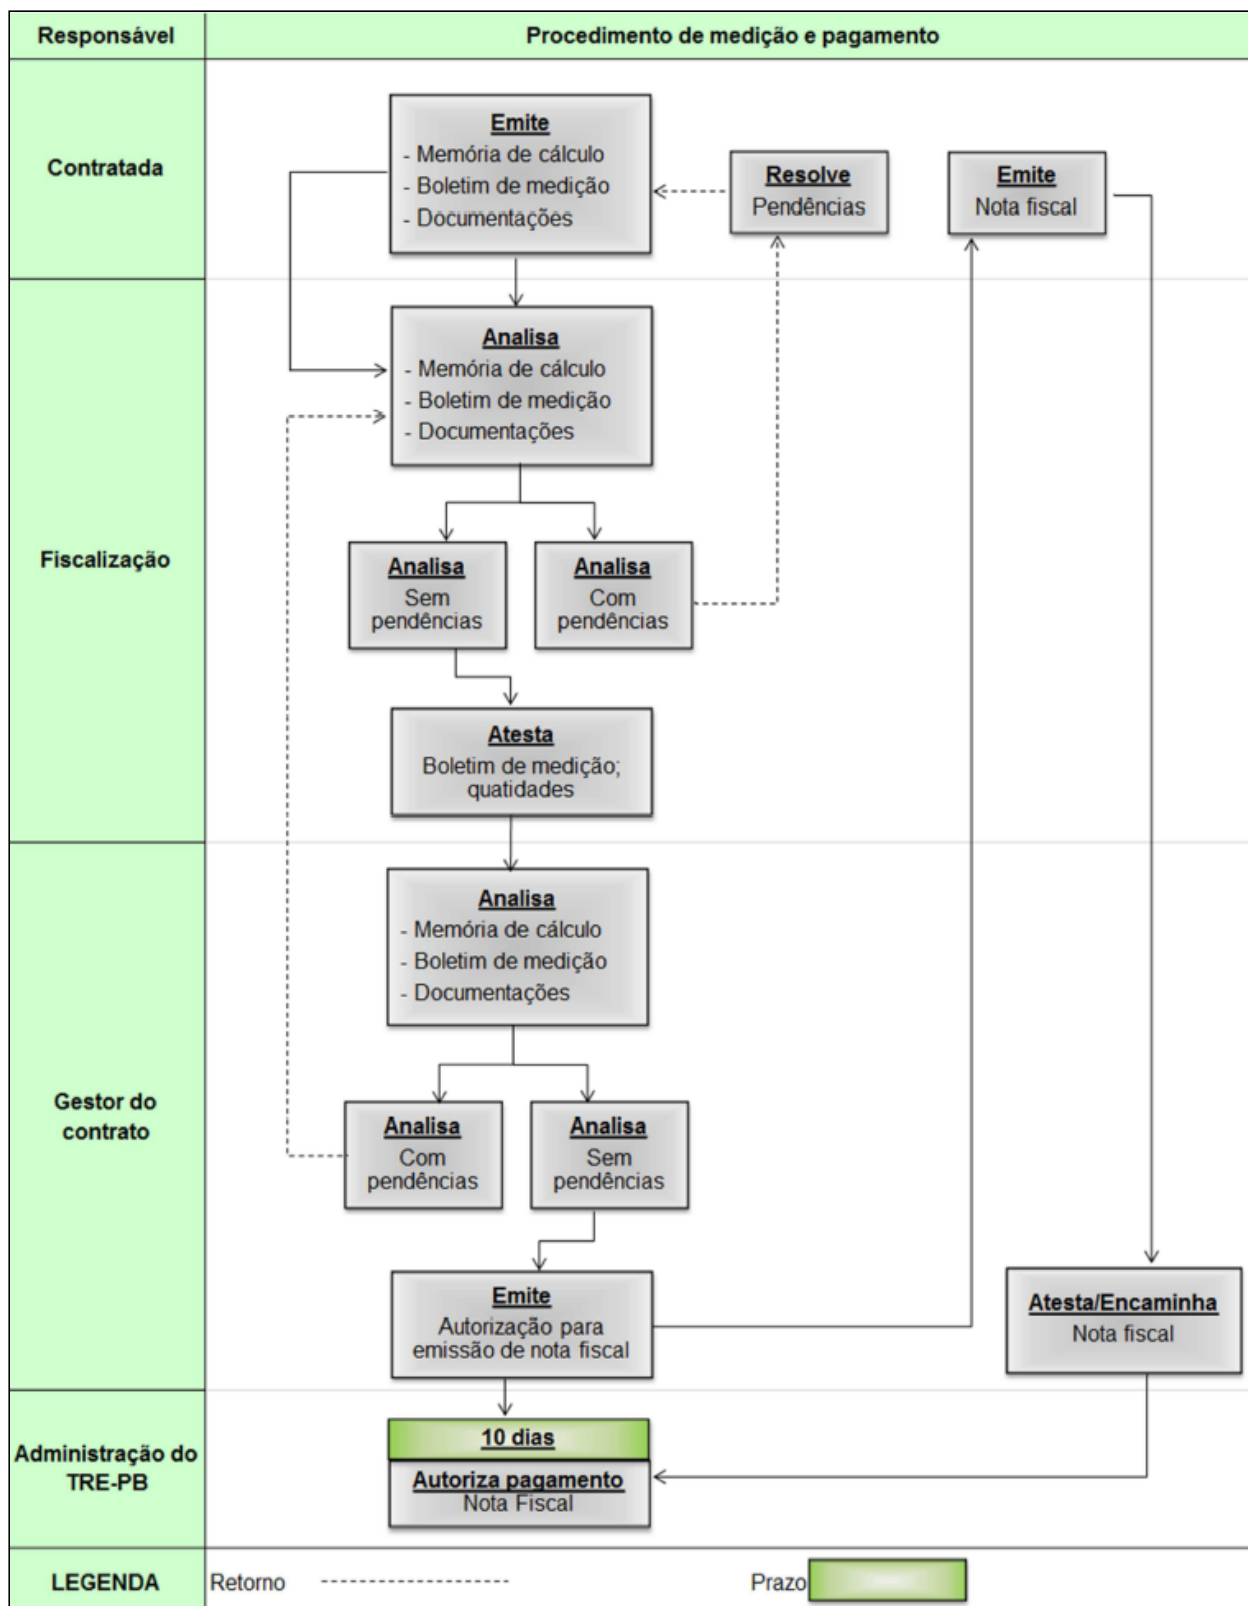 Responsável
Procedimento de medição e pagamento
Contratada
Emite
- Memória de cálculo
- Boletim de medição
- Documentações
Resolve
Pendências
Emite
Nota fiscal
Fiscalização
Analisa
- Memória de cálculo
- Boletim de medição
- Documentações
Analisa
Sem
pendências
Analisa
Com
pendências
Atesta
Boletim de medição;
quatidades
Gestor do
contrato
Analisa
- Memória de cálculo
- Boletim de medição
- Documentações
Analisa
Com
pendências
Analisa
Sem
pendências
Emite
Autorização para
emissão de nota fiscal
Atesta/Encaminha
Nota fiscal
Administração do
TRE-PB
10 dias
Autoriza pagamento
Nota Fiscal
LEGENDA
Retorno
Prazo